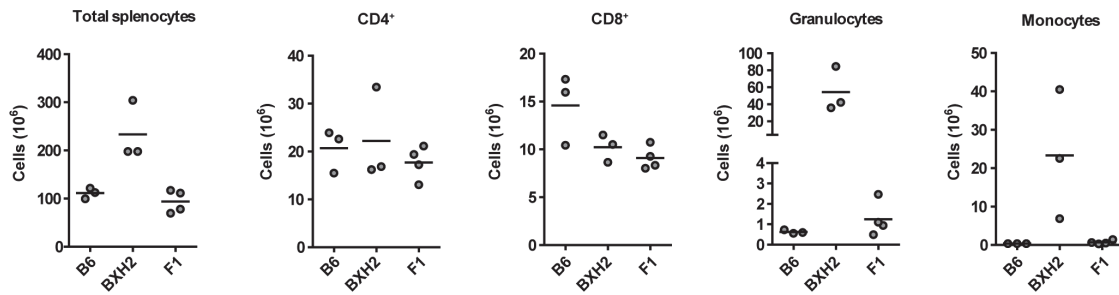 Total splenocytes
Cells (10⁶)
400
300
200
100
0
B6
BXH2
F1
CD4⁺
Cells (10⁶)
40
30
20
10
0
B6
BXH2
F1
CD8⁺
Cells (10⁶)
20
15
10
5
0
B6
BXH2
F1
Granulocytes
Cells (10⁶)
100
80
60
40
20
4
3
2
1
0
B6
BXH2
F1
Monocytes
Cells (10⁶)
50
40
30
20
10
0
B6
BXH2
F1